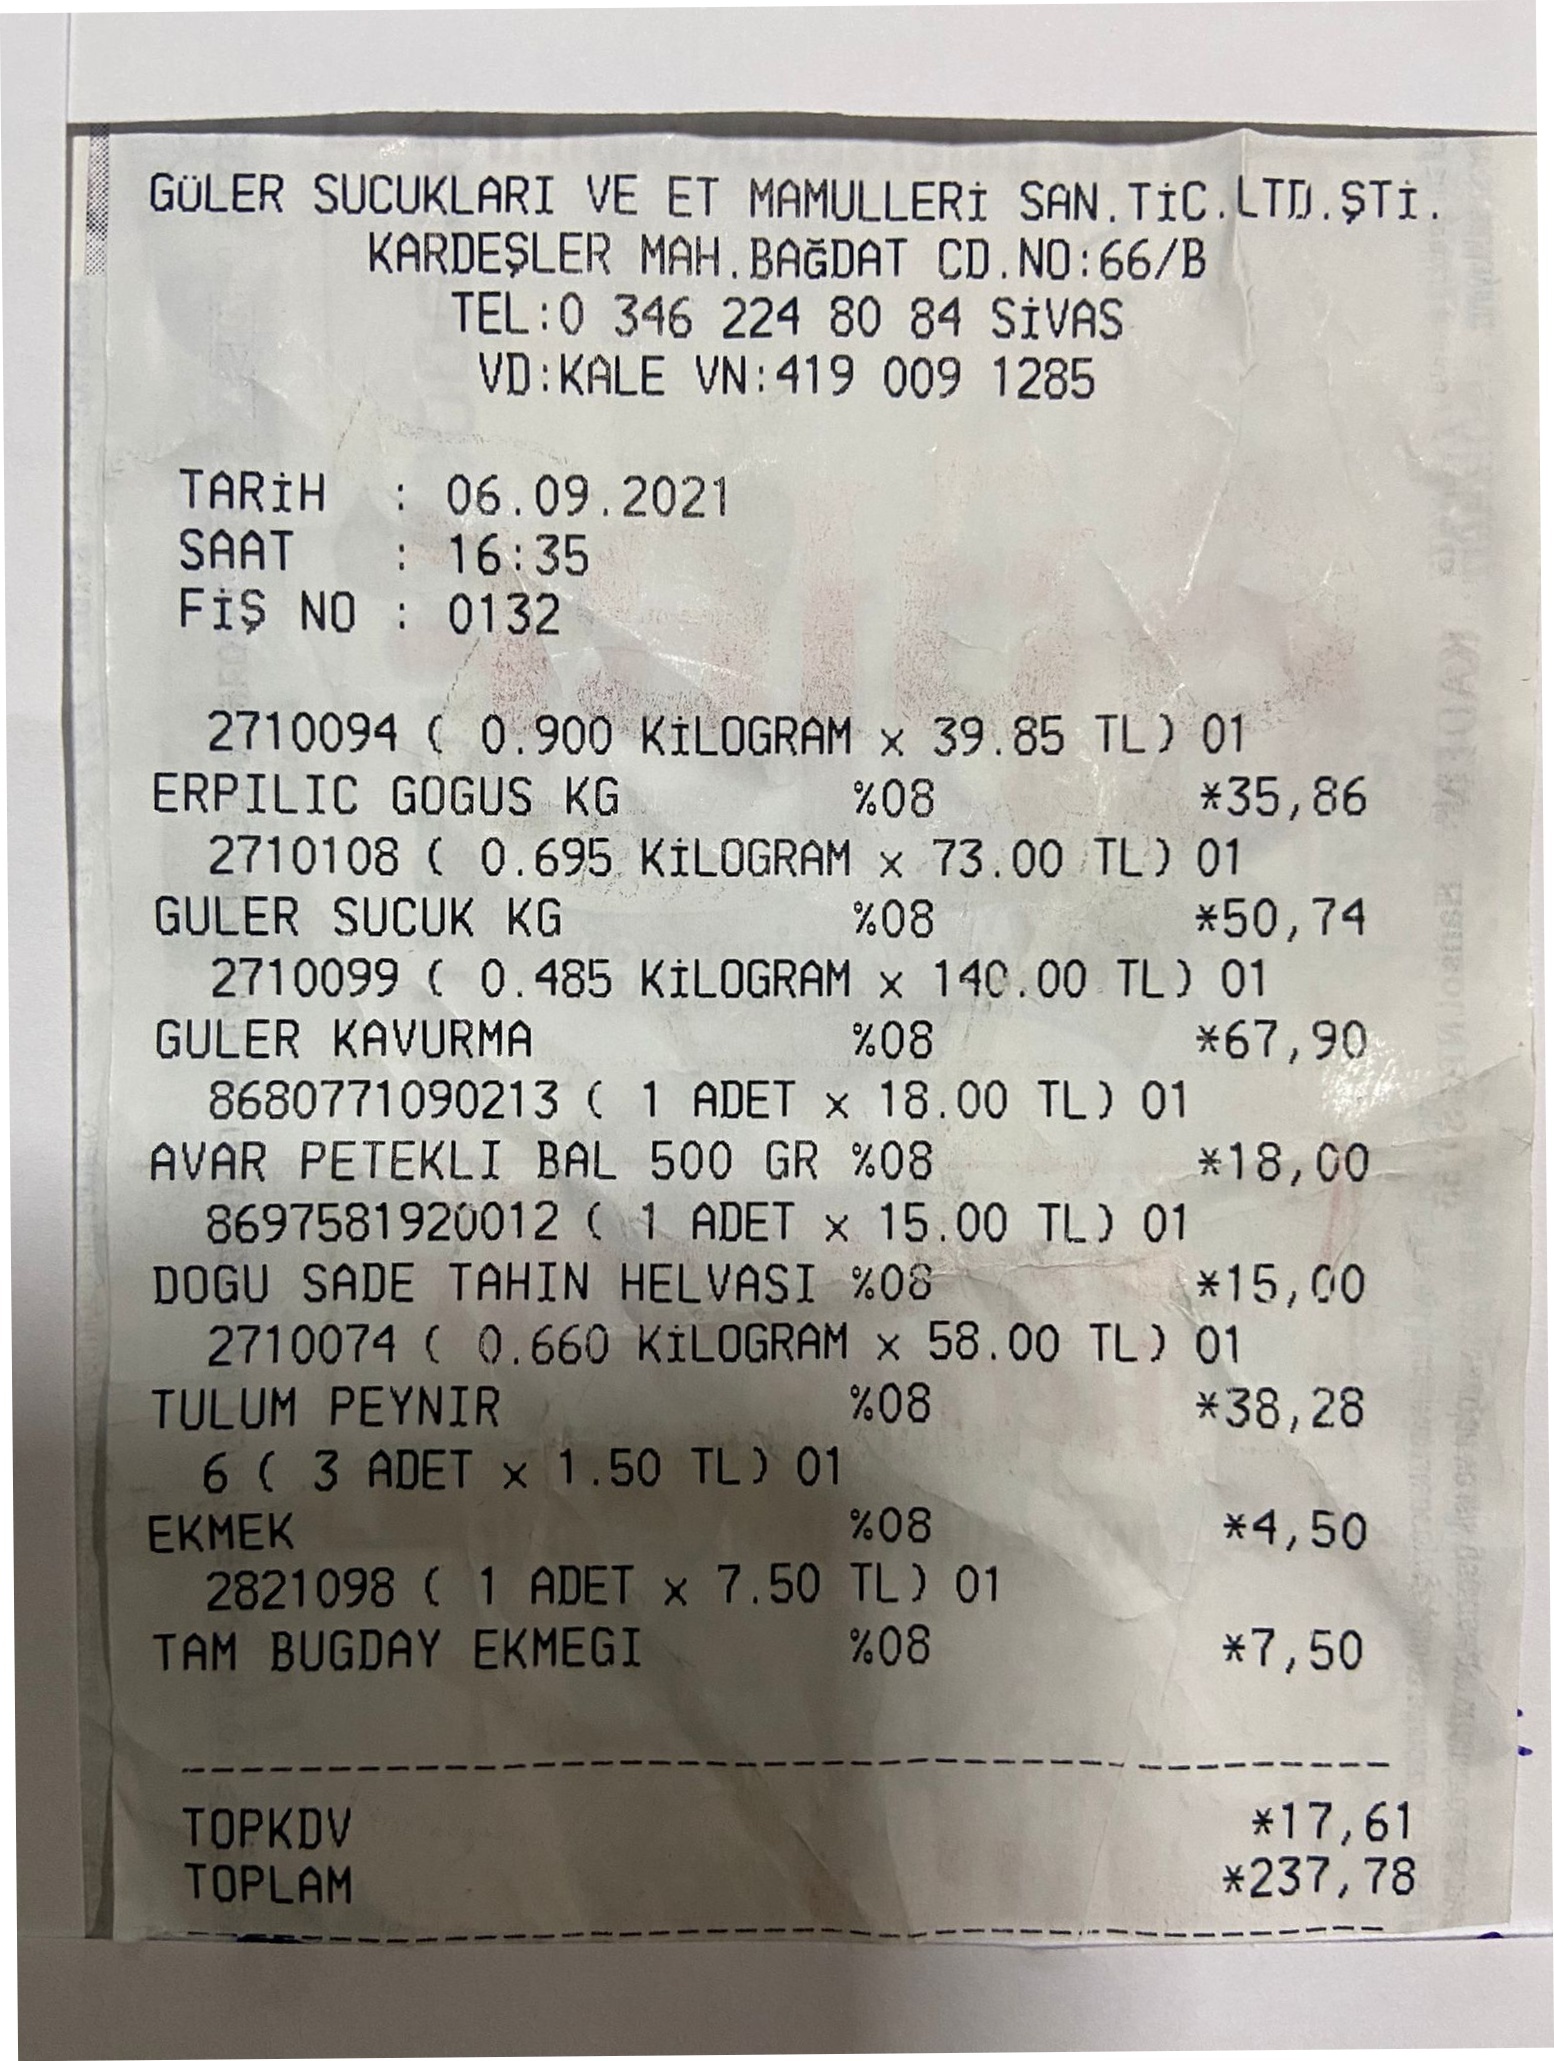 GÜLER SUCUKLARI VE ET MAMULLERİ SAN.TİC.LTD.ŞTİ.
KARDEŞLER MAH.BAĞDAT CD.NO:66/B
TEL:0 346 224 80 84 SİVAS
VD:KALE VN:419 009 1285
TARİH : 06.09.2021
SAAT : 16:35
FİŞ NO : 0132
2710094 ( 0.900 KİLOGRAM x 39.85 TL) 01
ERPILIC GOGUS KG %08 *35,86
2710108 ( 0.695 KİLOGRAM x 73.00 TL) 01
GULER SUCUK KG %08 *50,74
2710099 ( 0.485 KİLOGRAM x 140.00 TL) 01
GULER KAVURMA %08 *67,90
8680771090213 ( 1 ADET x 18.00 TL) 01
AVAR PETEKLI BAL 500 GR %08 *18,00
8697581920012 ( 1 ADET x 15.00 TL) 01
DOGU SADE TAHIN HELVASI %08 *15,00
2710074 ( 0.660 KİLOGRAM x 58.00 TL) 01
TULUM PEYNIR %08 *38,28
6 ( 3 ADET x 1.50 TL) 01
EKMEK %08 *4,50
2821098 ( 1 ADET x 7.50 TL) 01
TAM BUGDAY EKMEGI %08 *7,50
TOPKDV *17,61
TOPLAM *237,78